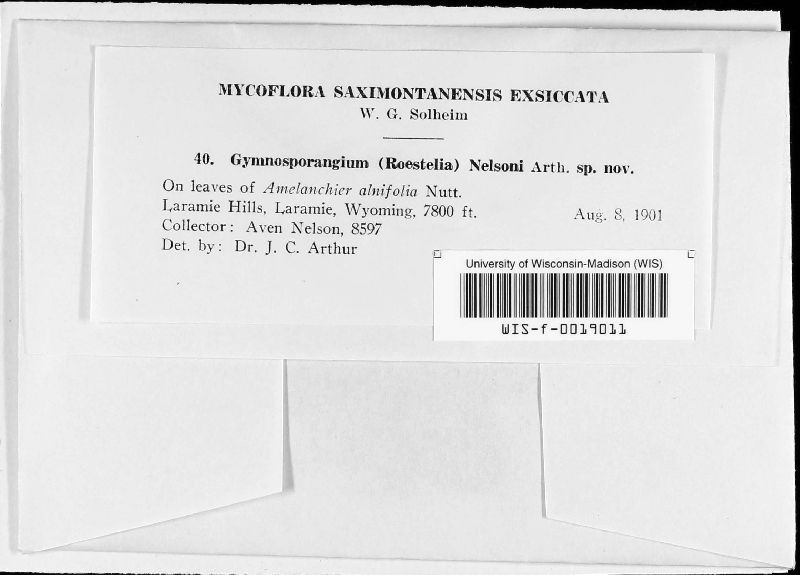 MYCOFLORA SAXIMONTANENSIS EXSICCATA
W. G. Solheim
40. Gymnosporangium (Roestelia) Nelsoni Arth. sp. nov.
On leaves of Amelanchier alnifolia Nutt.
Laramie Hills, Laramie, Wyoming, 7800 ft. Aug. 8, 1901
Collector: Aven Nelson, 8597
Det. by: Dr. J. C. Arthur
University of Wisconsin-Madison (WIS)
WIS-f-0019011